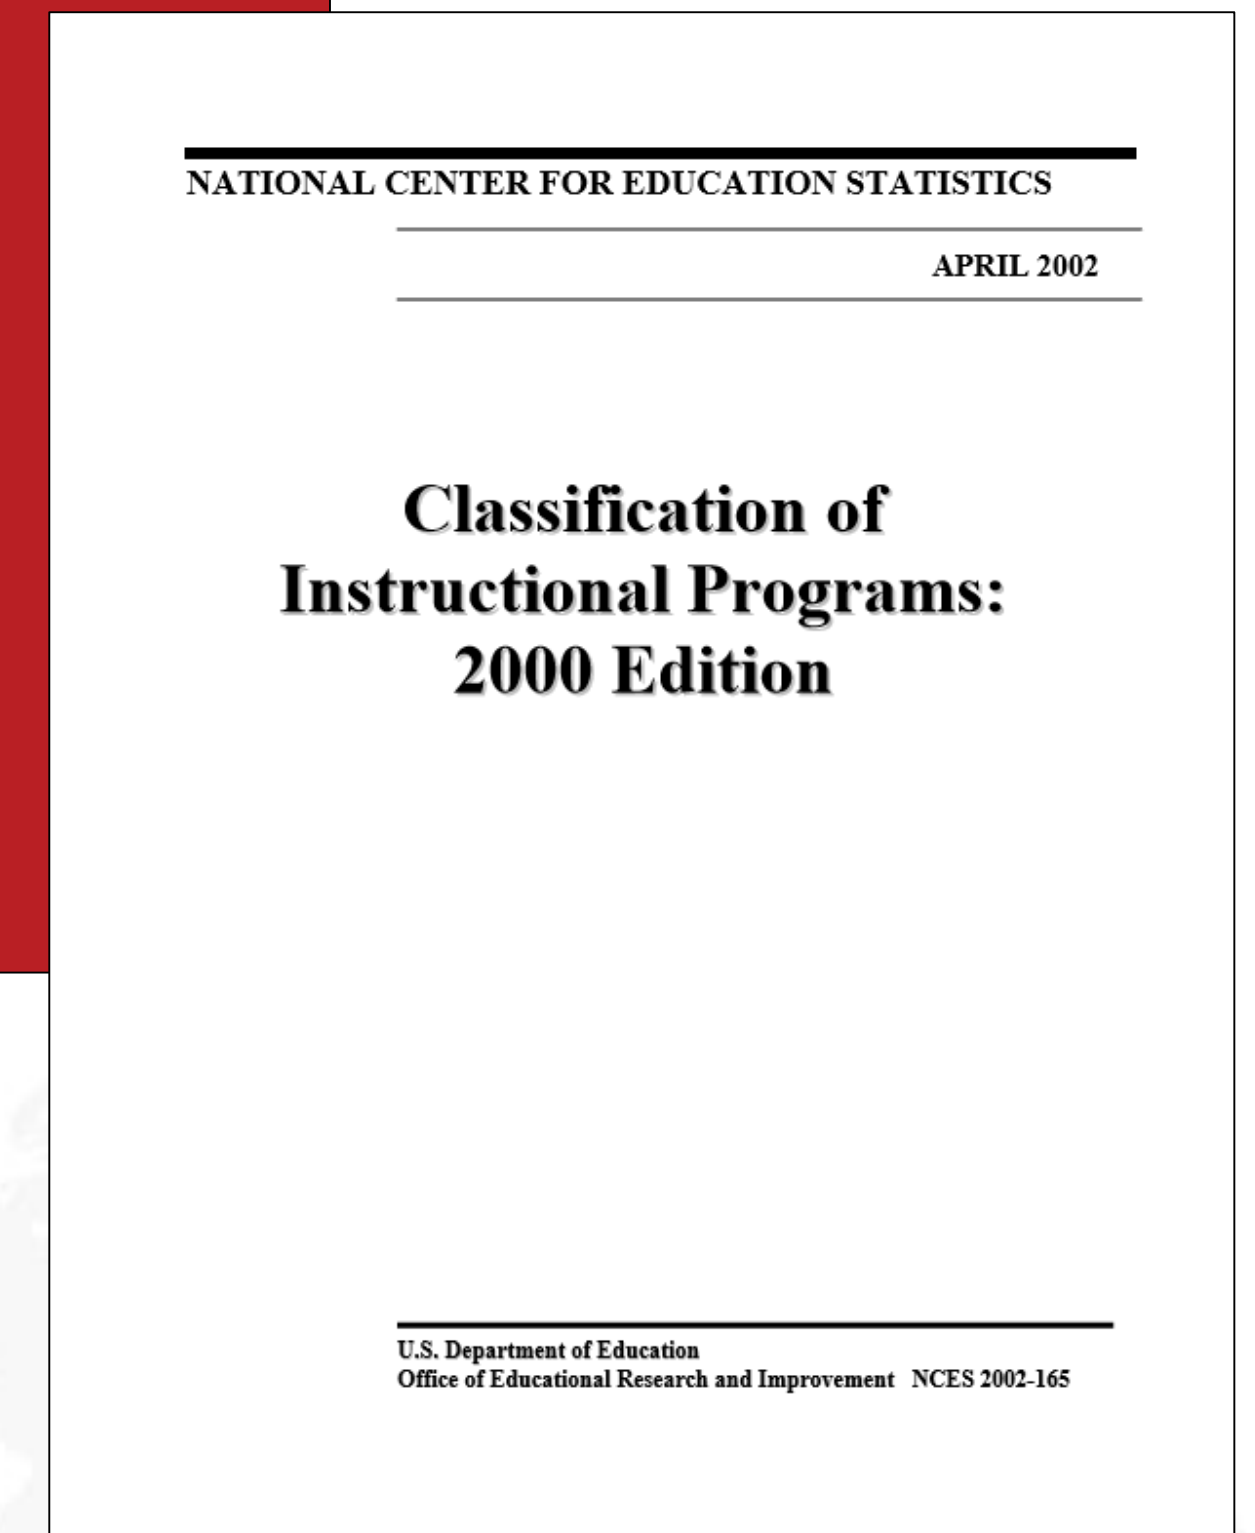 NATIONAL CENTER FOR EDUCATION STATISTICS
APRIL 2002
Classification of
Instructional Programs:
2000 Edition
U.S. Department of Education
Office of Educational Research and Improvement NCES 2002-165